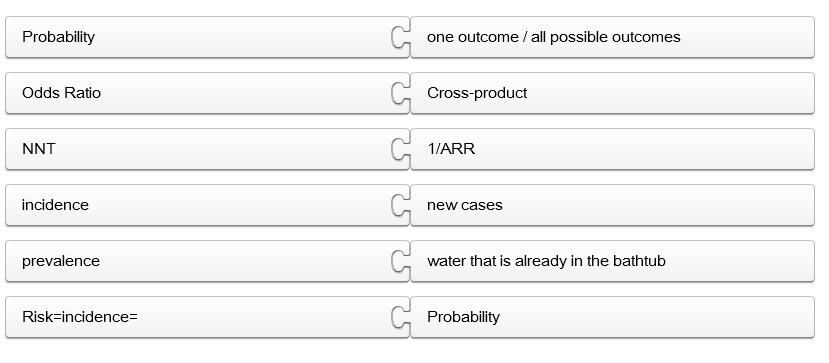 Probability one outcome / all possible outcomes
Odds Ratio Cross-product
NNT 1/ARR
incidence new cases
prevalence water that is already in the bathtub
Risk=incidence= Probability